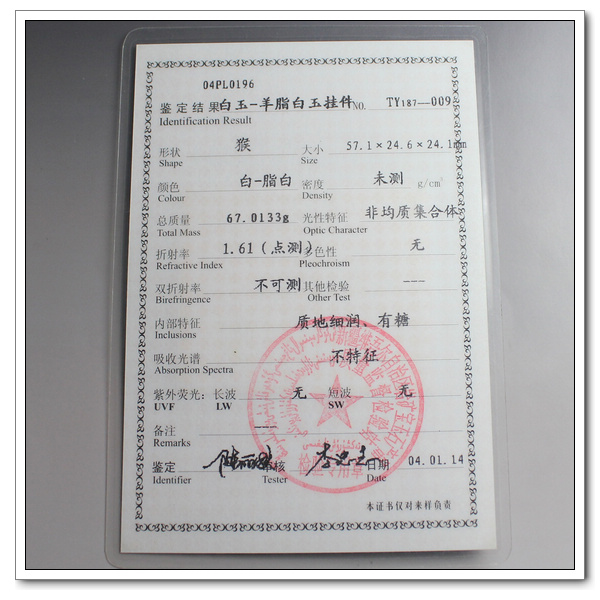 04PL0196
鉴定结果 白玉-羊脂白玉挂件 NO. TY187--009
Identification Result
形状 猴 大小 57.1×24.6×24.1mm
Shape Size
颜色 白-脂白 密度 未测 g/cm³
Colour Density
总质量 67.0133g 光性特征 非均质集合体
Total Mass Optic Character
折射率 1.61(点测) 多色性 无
Refractive Index Pleochroism
双折射率 不可测 其他检验 ---
Birefringence Other Test
内部特征 质地细润、有糖
Inclusions
吸收光谱 不特征
Absorption Spectra
紫外荧光: 长波 无 短波 无
UVF LW SW
备注 ---
Remarks
鉴定 审核 日期 04.01.14
Identifier Tester Date
本证书仅对来样负责